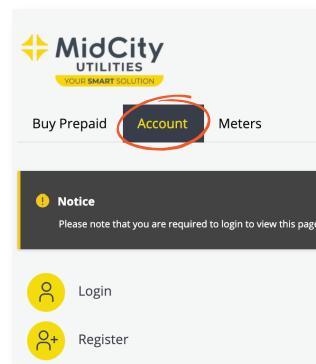 MidCity
UTILITIES
YOUR SMART SOLUTION
Buy Prepaid Account Meters
Notice
Please note that you are required to login to view this page
Login
Register